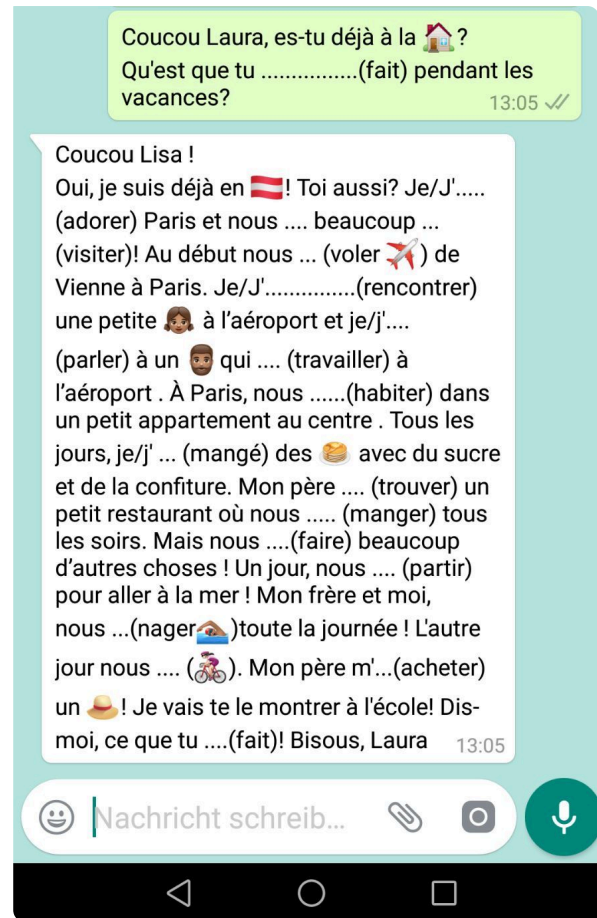 Coucou Laura, es-tu déjà à la 🏠?
Qu'est que tu ................(fait) pendant les
vacances?
13:05
Coucou Lisa !
Oui, je suis déjà en 🇦🇹! Toi aussi? Je/J'.....
(adorer) Paris et nous .... beaucoup ...
(visiter)! Au début nous ... (voler ✈️) de
Vienne à Paris. Je/J'...............(rencontrer)
une petite 👧🏽 à l'aéroport et je/j'....
(parler) à un 🧔🏾 qui .... (travailler) à
l'aéroport . À Paris, nous ......(habiter) dans
un petit appartement au centre . Tous les
jours, je/j' ... (mangé) des 🥞 avec du sucre
et de la confiture. Mon père .... (trouver) un
petit restaurant où nous ..... (manger) tous
les soirs. Mais nous ....(faire) beaucoup
d'autres choses ! Un jour, nous .... (partir)
pour aller à la mer ! Mon frère et moi,
nous ...(nager🏊🏽)toute la journée ! L'autre
jour nous .... (🚴🏻‍♀️). Mon père m'...(acheter)
un 👒! Je vais te le montrer à l'école! Dis-
moi, ce que tu ....(fait)! Bisous, Laura
13:05
Nachricht schreib...